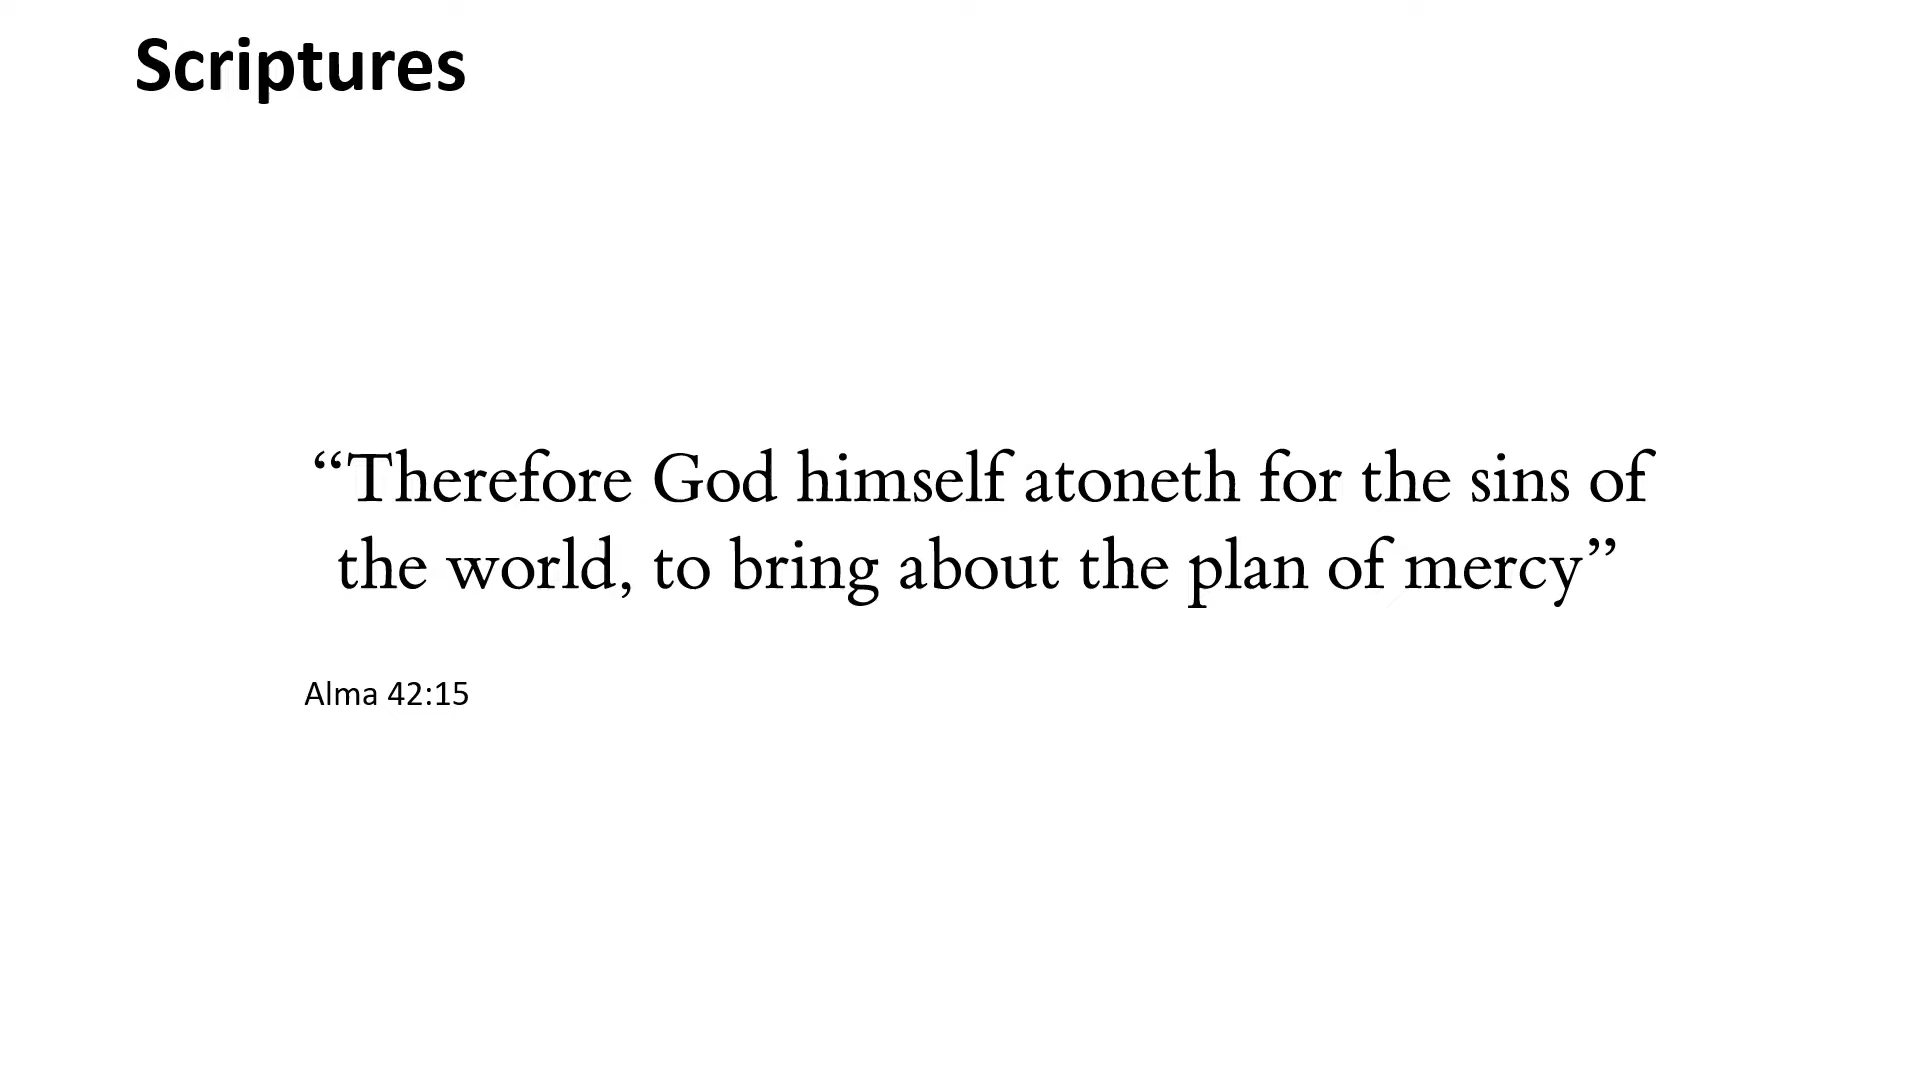 Scriptures
“Therefore God himself atoneth for the sins of
the world, to bring about the plan of mercy”
Alma 42:15